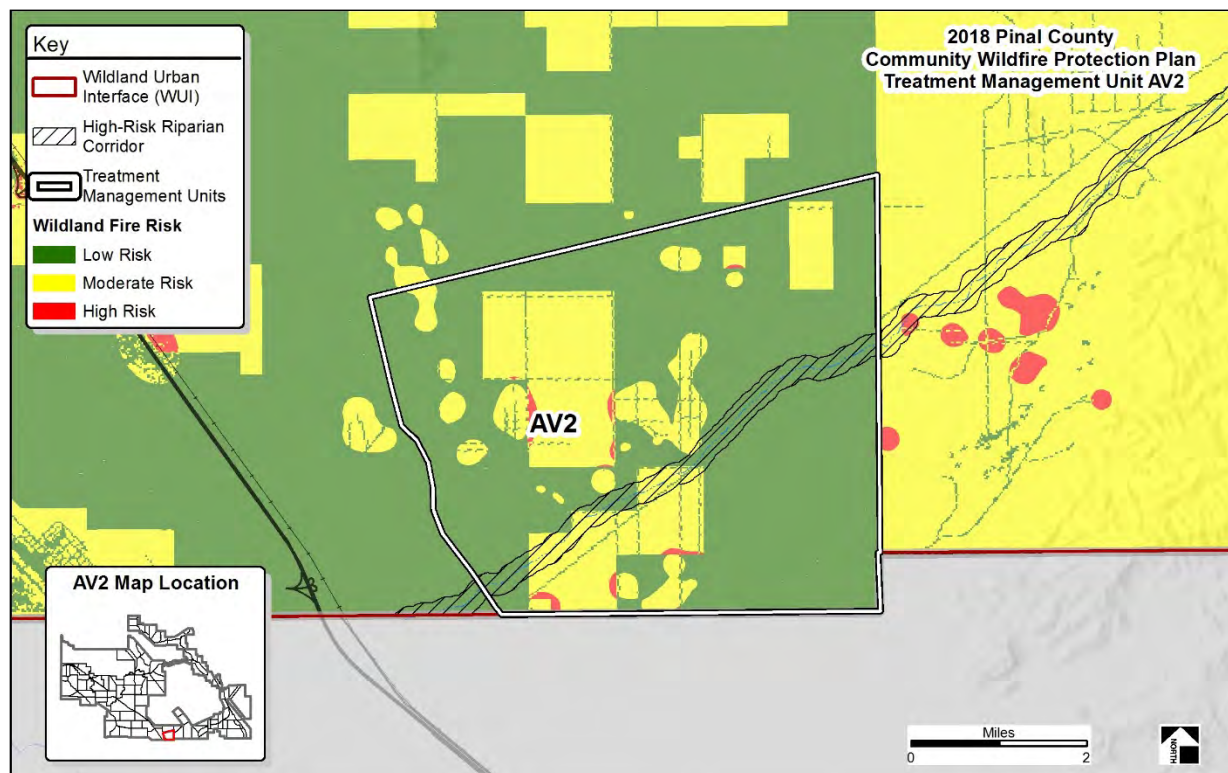 Key
Wildland Urban
Interface (WUI)
High-Risk Riparian
Corridor
Treatment
Management Units
Wildland Fire Risk
Low Risk
Moderate Risk
High Risk
2018 Pinal County
Community Wildfire Protection Plan
Treatment Management Unit AV2
AV2
AV2 Map Location
Miles
0
2
NORTH